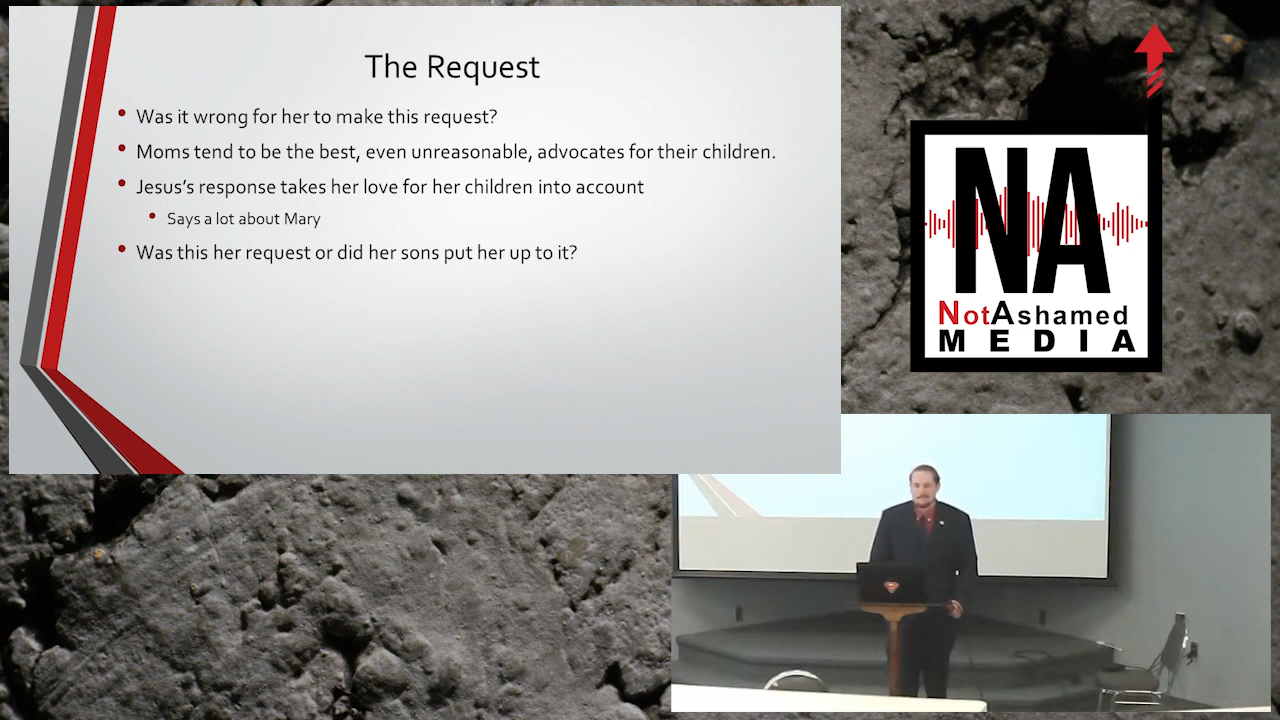 The Request
Was it wrong for her to make this request?
Moms tend to be the best, even unreasonable, advocates for their children.
Jesus's response takes her love for her children into account
Says a lot about Mary
Was this her request or did her sons put her up to it?
NA
NotAshamed
MEDIA